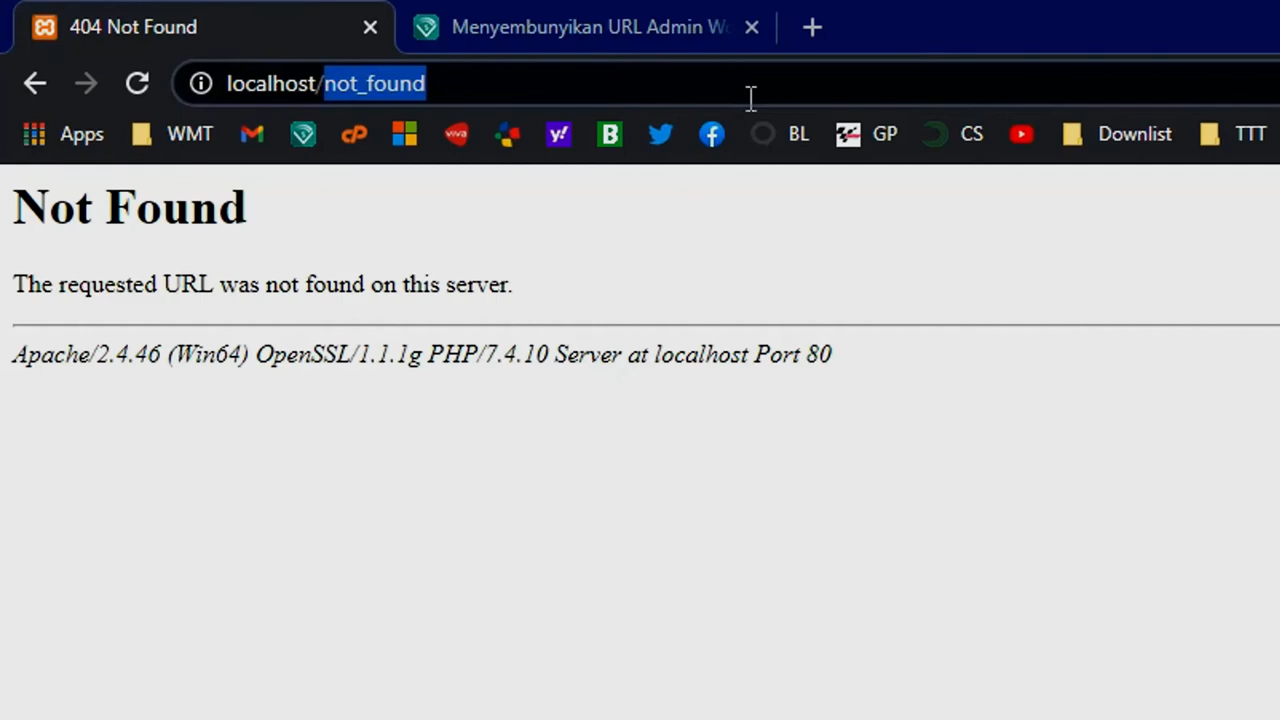 404 Not Found
Menyembunyikan URL Admin
localhost/not_found
Apps WMT viva y! B BL GP CS Downlist TTT
Not Found
The requested URL was not found on this server.
Apache/2.4.46 (Win64) OpenSSL/1.1.1g PHP/7.4.10 Server at localhost Port 80